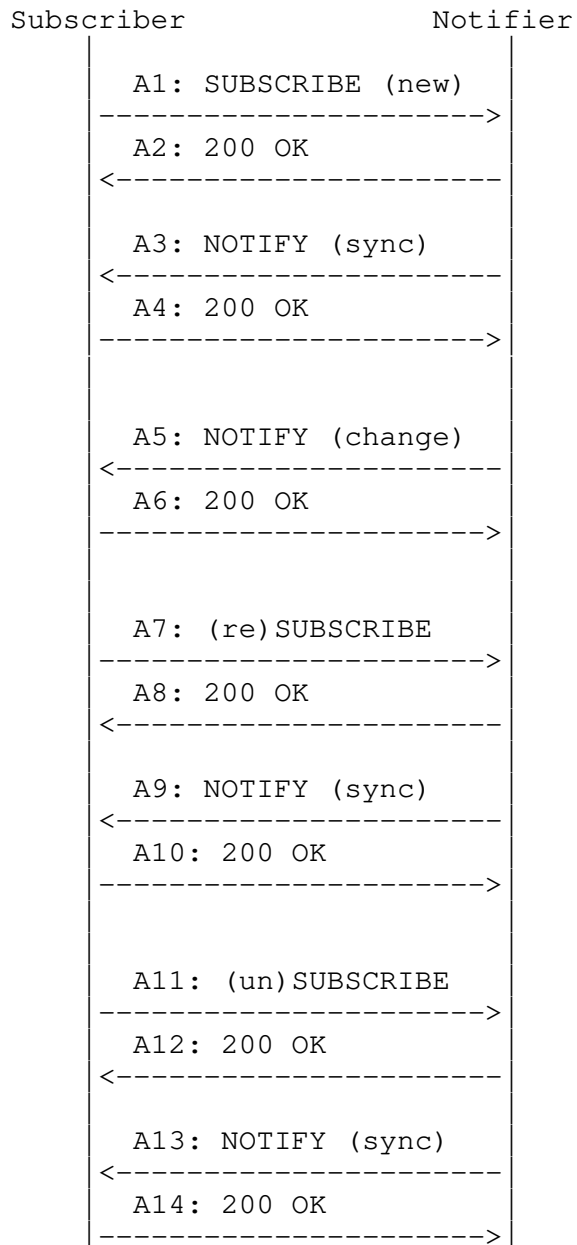 Subscriber Notifier
A1: SUBSCRIBE (new)
A2: 200 OK
A3: NOTIFY (sync)
A4: 200 OK
A5: NOTIFY (change)
A6: 200 OK
A7: (re)SUBSCRIBE
A8: 200 OK
A9: NOTIFY (sync)
A10: 200 OK
A11: (un)SUBSCRIBE
A12: 200 OK
A13: NOTIFY (sync)
A14: 200 OK